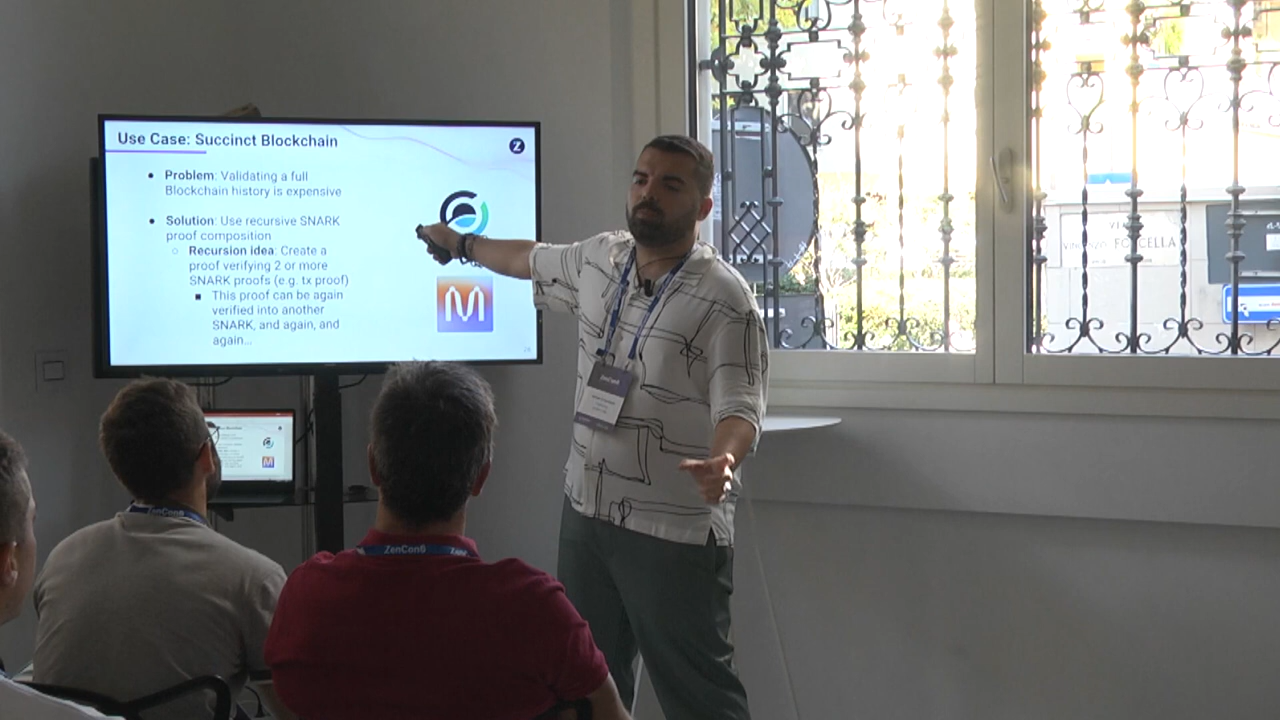 Use Case: Succinct Blockchain
Z
Problem: Validating a full
Blockchain history is expensive
Solution: Use recursive SNARK
proof composition
Recursion idea: Create a
proof verifying 2 or more
SNARK proofs (e.g. tx proof)
This proof can be again
verified into another
SNARK, and again, and
again...
ZenCon6
ZenCon6
FORCELLA